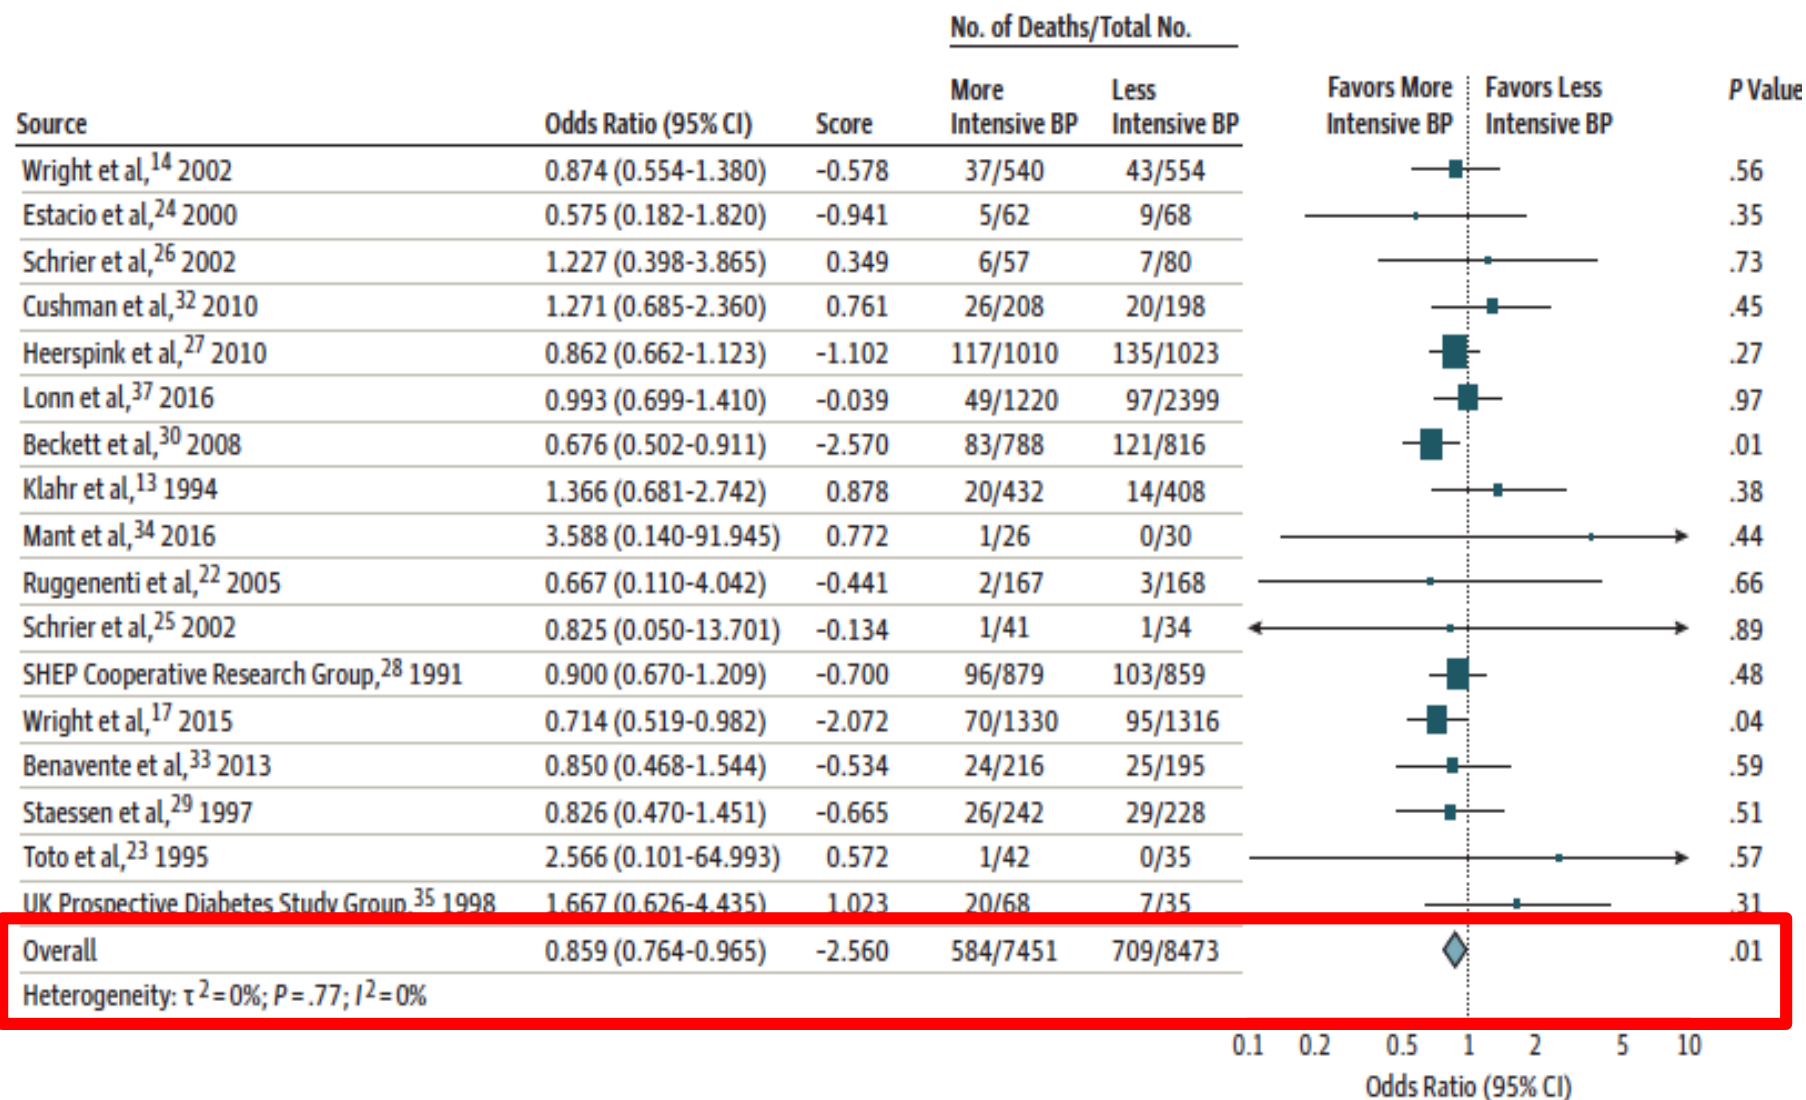 No. of Deaths/Total No.
Source Odds Ratio (95% CI) Score More Intensive BP Less Intensive BP Favors More Intensive BP Favors Less Intensive BP P Value
Wright et al,14 2002 0.874 (0.554-1.380) -0.578 37/540 43/554 .56
Estacio et al,24 2000 0.575 (0.182-1.820) -0.941 5/62 9/68 .35
Schrier et al,26 2002 1.227 (0.398-3.865) 0.349 6/57 7/80 .73
Cushman et al,32 2010 1.271 (0.685-2.360) 0.761 26/208 20/198 .45
Heerspink et al,27 2010 0.862 (0.662-1.123) -1.102 117/1010 135/1023 .27
Lonn et al,37 2016 0.993 (0.699-1.410) -0.039 49/1220 97/2399 .97
Beckett et al,30 2008 0.676 (0.502-0.911) -2.570 83/788 121/816 .01
Klahr et al,13 1994 1.366 (0.681-2.742) 0.878 20/432 14/408 .38
Mant et al,34 2016 3.588 (0.140-91.945) 0.772 1/26 0/30 .44
Ruggenenti et al,22 2005 0.667 (0.110-4.042) -0.441 2/167 3/168 .66
Schrier et al,25 2002 0.825 (0.050-13.701) -0.134 1/41 1/34 .89
SHEP Cooperative Research Group,28 1991 0.900 (0.670-1.209) -0.700 96/879 103/859 .48
Wright et al,17 2015 0.714 (0.519-0.982) -2.072 70/1330 95/1316 .04
Benavente et al,33 2013 0.850 (0.468-1.544) -0.534 24/216 25/195 .59
Staessen et al,29 1997 0.826 (0.470-1.451) -0.665 26/242 29/228 .51
Toto et al,23 1995 2.566 (0.101-64.993) 0.572 1/42 0/35 .57
UK Prospective Diabetes Study Group,35 1998 1.667 (0.626-4.435) 1.023 20/68 7/35 .31
Overall 0.859 (0.764-0.965) -2.560 584/7451 709/8473 .01
Heterogeneity: τ2=0%; P=.77; I2=0%
0.1 0.2 0.5 1 2 5 10
Odds Ratio (95% CI)